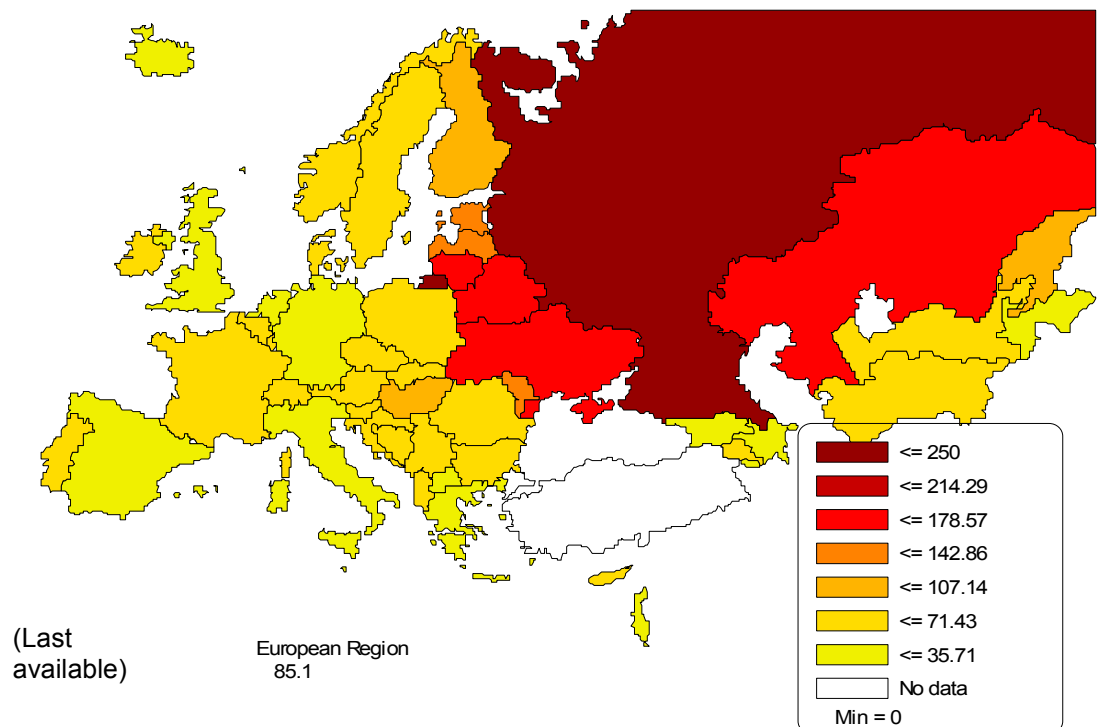 <= 250
<= 214.29
<= 178.57
<= 142.86
<= 107.14
<= 71.43
<= 35.71
No data
Min = 0
(Last
available)
European Region
85.1